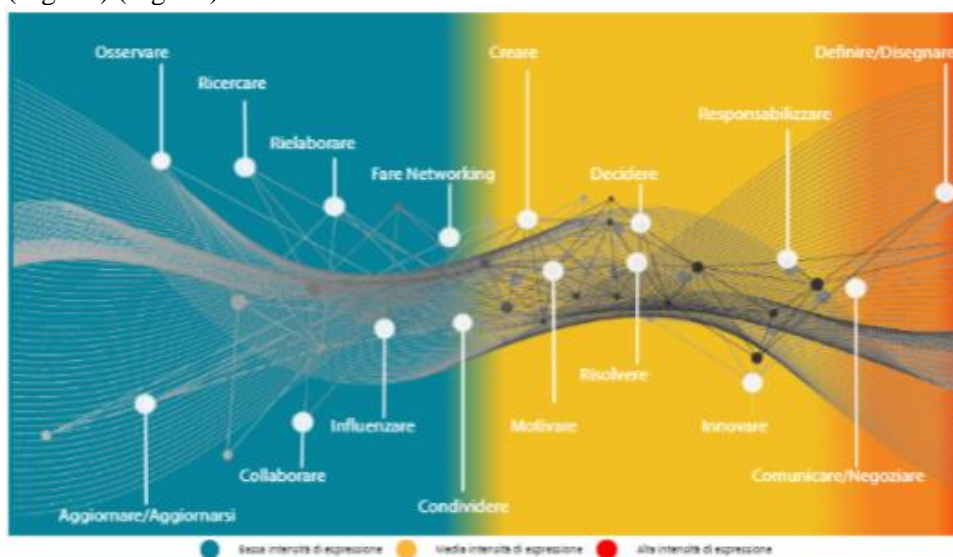 Osservare
Creare
Definire/Disegnare
Ricercare
Responsabilizzare
Rielaborare
Fare Networking
Decidere
Risolvere
Influenzare
Motivare
Innovare
Collaborare
Comunicare/Negoziare
Condividere
Aggiornare/Aggiornarsi
Bassa intensità di espressione
Media intensità di espressione
Alta intensità di espressione